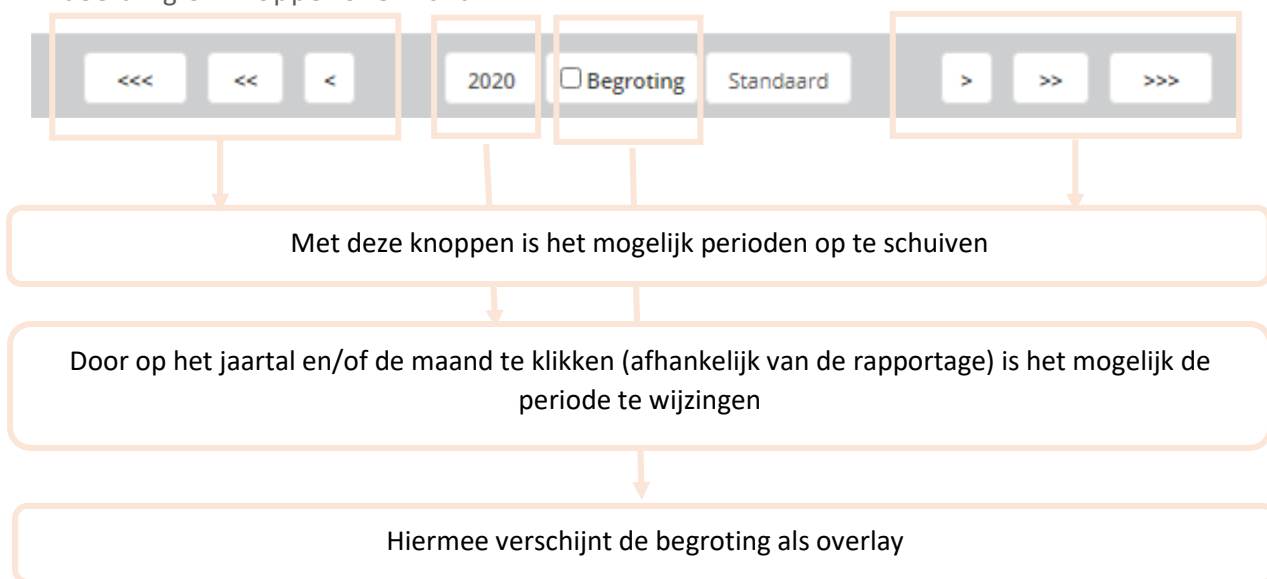 <<< << < 2020 Begroting Standaard > >> >>>
Met deze knoppen is het mogelijk perioden op te schuiven
Door op het jaartal en/of de maand te klikken (afhankelijk van de rapportage) is het mogelijk de
periode te wijzingen
Hiermee verschijnt de begroting als overlay